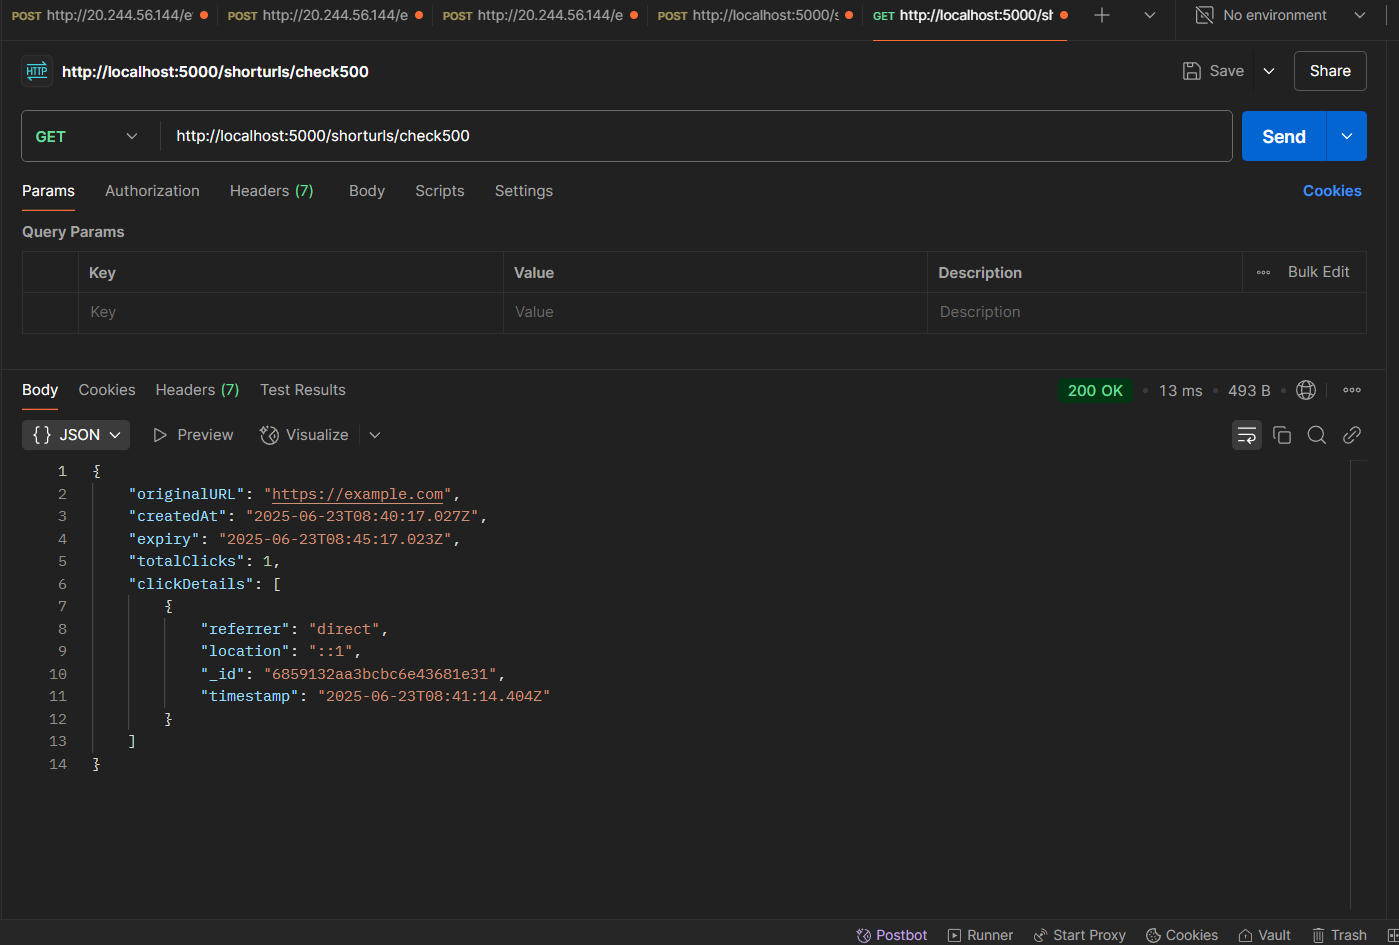 POST http://20.244.56.144/e POST http://20.244.56.144/e POST http://20.244.56.144/e POST http://localhost:5000/s GET http://localhost:5000/sh No environment
HTTP http://localhost:5000/shorturls/check500 Save Share
GET http://localhost:5000/shorturls/check500 Send
Params Authorization Headers (7) Body Scripts Settings Cookies
Query Params
Key Value Description Bulk Edit
Key Value Description
Body Cookies Headers (7) Test Results 200 OK • 13 ms • 493 B •
{} JSON Preview Visualize
1 {
2 "originalURL": "https://example.com",
3 "createdAt": "2025-06-23T08:40:17.027Z",
4 "expiry": "2025-06-23T08:45:17.023Z",
5 "totalClicks": 1,
6 "clickDetails": [
7 {
8 "referrer": "direct",
9 "location": "::1",
10 "_id": "6859132aa3bcbc6e43681e31",
11 "timestamp": "2025-06-23T08:41:14.404Z"
12 }
13 ]
14 }
Postbot Runner Start Proxy Cookies Vault Trash